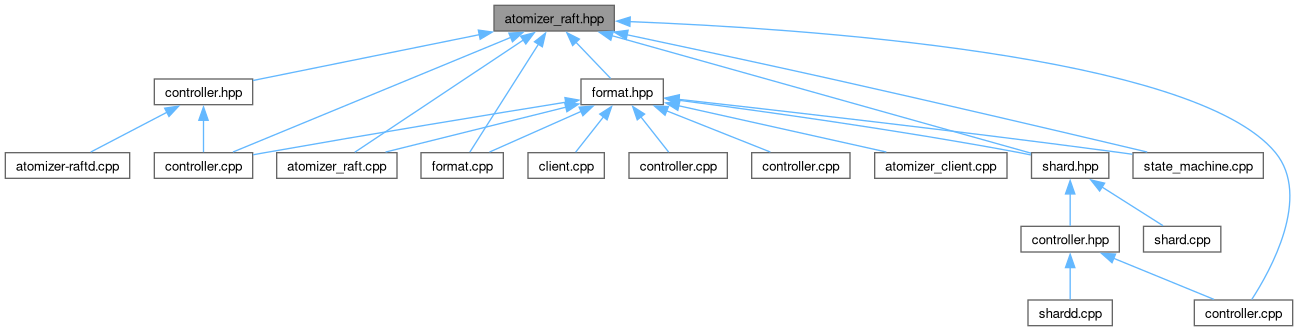 atomizer_raft.hpp
controller.hpp
format.hpp
atomizer-raftd.cpp
controller.cpp
atomizer_raft.cpp
format.cpp
client.cpp
controller.cpp
controller.cpp
atomizer_client.cpp
shard.hpp
state_machine.cpp
controller.hpp
shard.cpp
shardd.cpp
controller.cpp